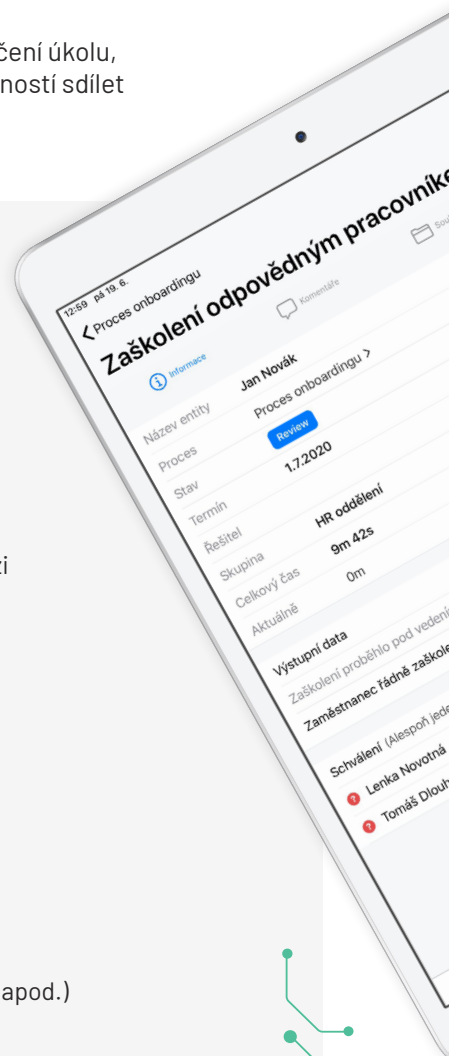 čení úkolu,
ností sdílet
12:59 pá 19. 6.
Proces onboardingu
Zaškolení odpovědným pracovníke
Informace
Komentáře
Sou
Název entity Jan Novák
Proces Proces onboardingu
Stav Review
Termín 1.7.2020
Řešitel
Skupina HR oddělení
Celkový čas 9m 42s
Aktuálně 0m
zi
Výstupní data
Zaškolení proběhlo pod vedení
Zaměstnanec řádně zaškole
Schválení (Alespoň jede
? Lenka Novotná
? Tomáš Dlouh
apod.)